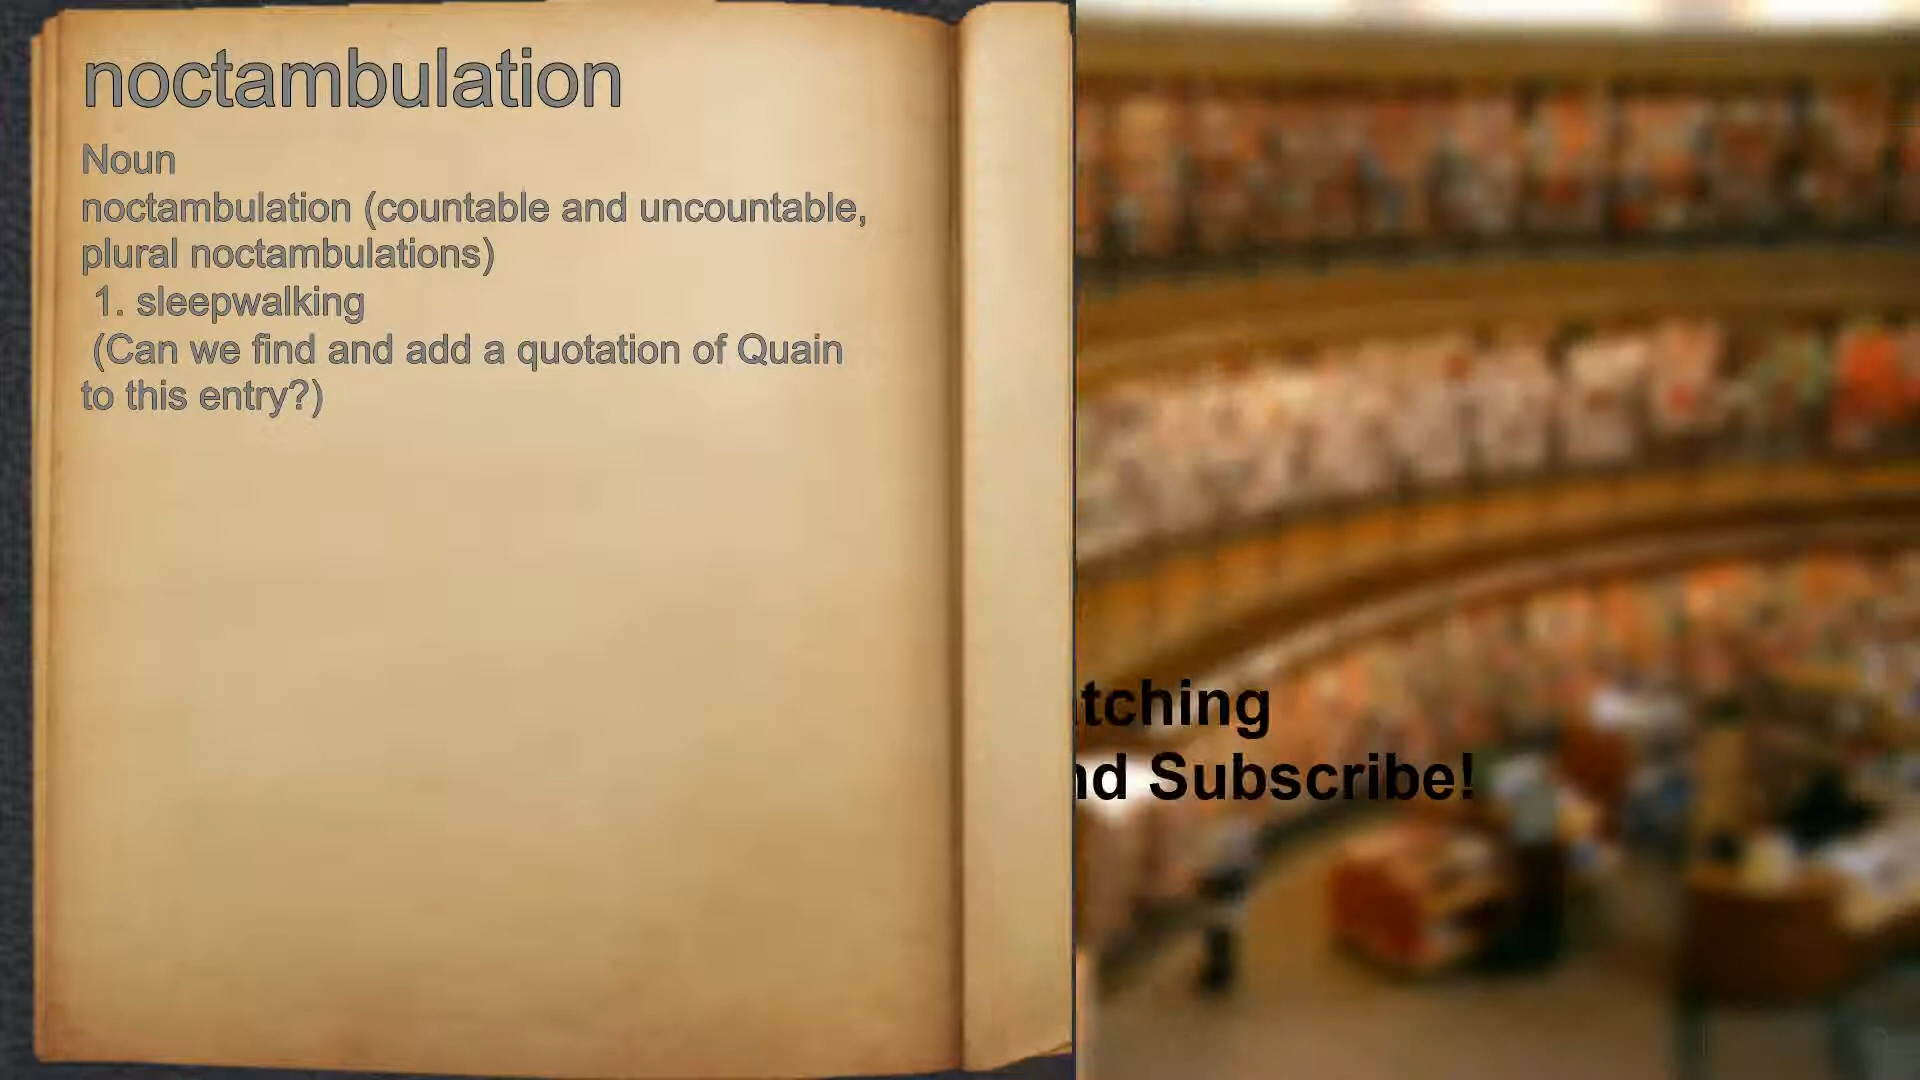 noctambulation
Noun
noctambulation (countable and uncountable,
plural noctambulations)
1. sleepwalking
(Can we find and add a quotation of Quain
to this entry?)
tching
nd Subscribe!